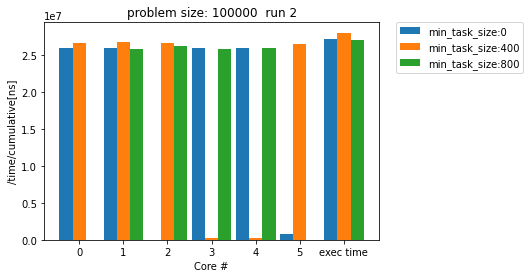 problem size: 100000  run 2
1e7
min_task_size:0
min_task_size:400
min_task_size:800
2.5
2.0
1.5
1.0
0.5
0.0
/time/cumulative[ns]
0 1 2 3 4 5 exec time
Core #